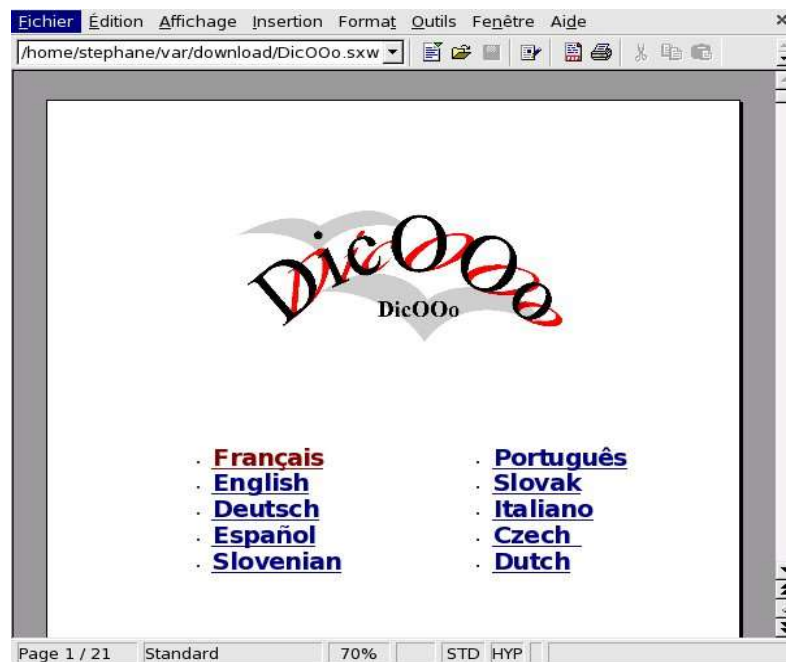 Fichier Édition Affichage Insertion Format Outils Fenêtre Aide
/home/stephane/var/download/DicOOo.sxw
DicOOo
DicOOo
Français
English
Deutsch
Español
Slovenian
Português
Slovak
Italiano
Czech
Dutch
Page 1 / 21 Standard 70% STD HYP